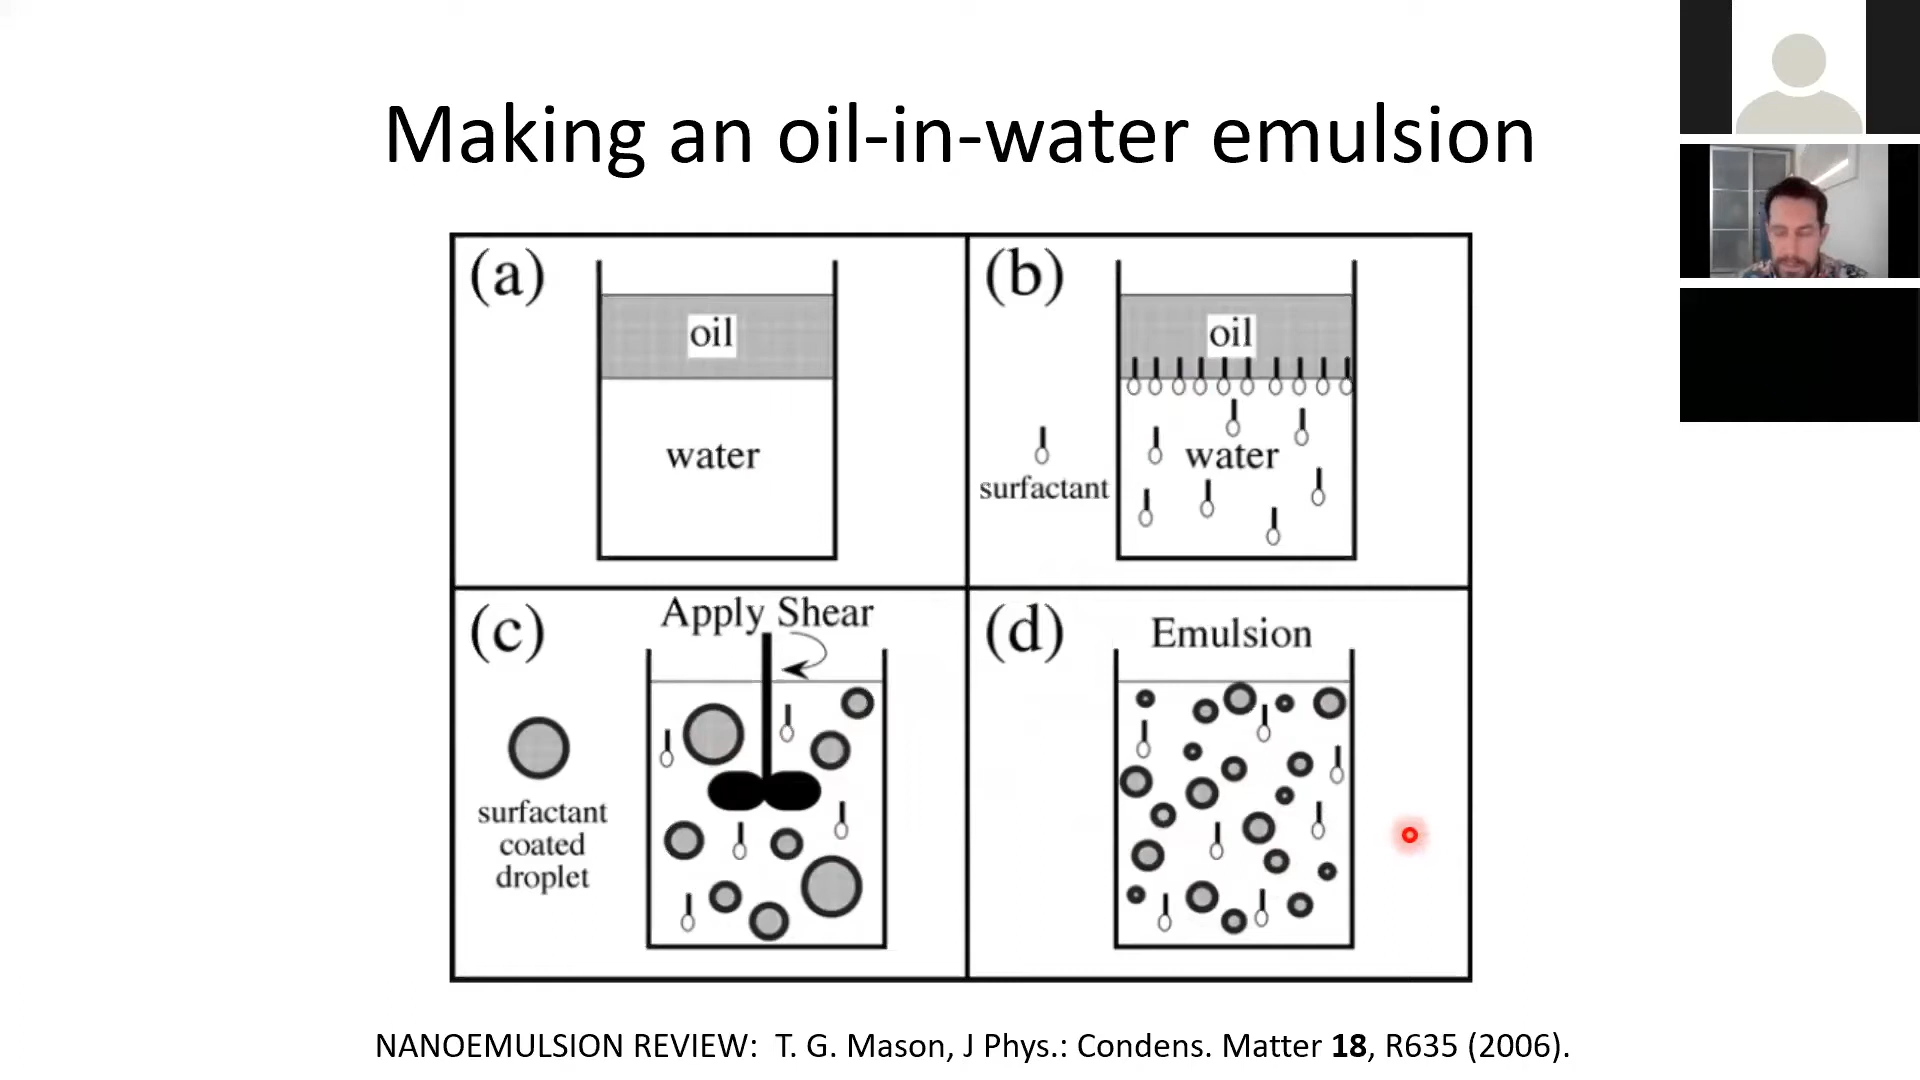 Making an oil-in-water emulsion
(a)
oil
water
(b)
oil
water
surfactant
(c)
Apply Shear
surfactant
coated
droplet
(d)
Emulsion
NANOEMULSION REVIEW: T. G. Mason, J Phys.: Condens. Matter 18, R635 (2006).